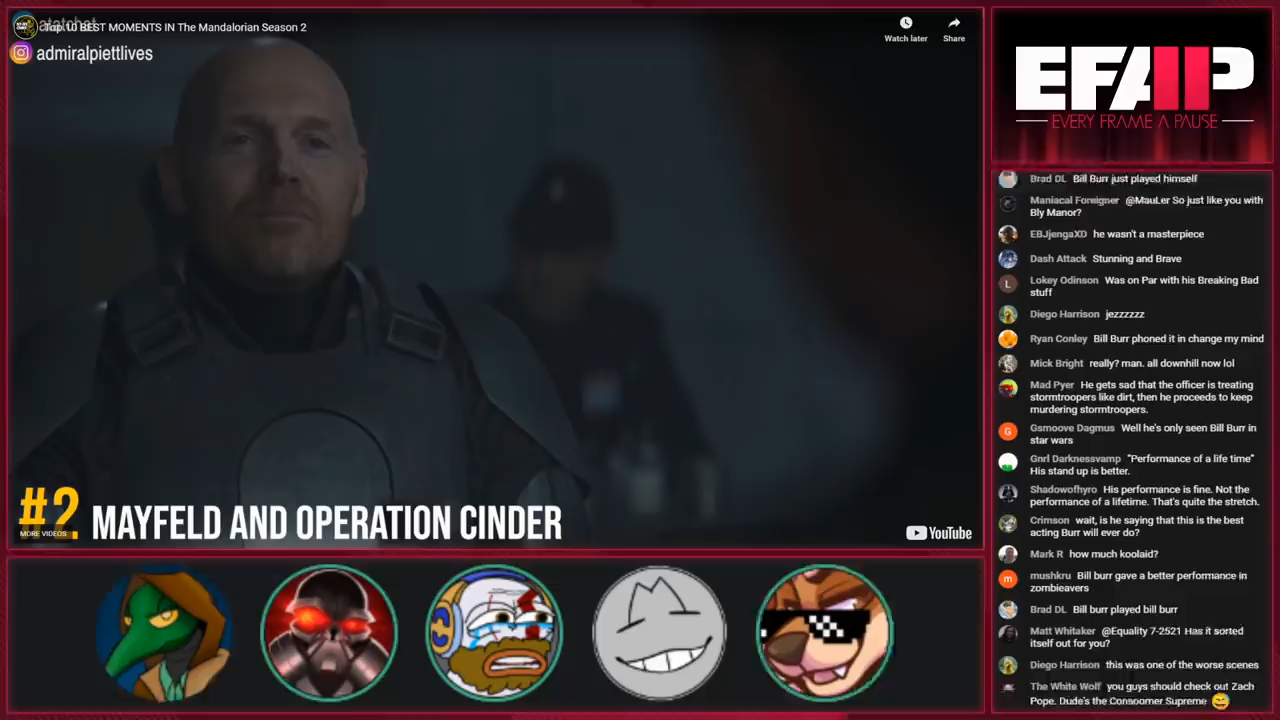 Top 10 BEST MOMENTS IN The Mandalorian Season 2
admiralpiettlives
Watch later
Share
#2
MORE VIDEOS
MAYFELD AND OPERATION CINDER
YouTube
EFAP
EVERY FRAME A PAUSE
Brad DL Bill Burr just played himself
Maniacal Foreigner @MauLer So just like you with
Bly Manor?
EBJjengaXD he wasn't a masterpiece
Dash Attack Stunning and Brave
L
Lokey Odinson Was on Par with his Breaking Bad
stuff
Diego Harrison jezzzzzz
Ryan Conley Bill Burr phoned it in change my mind
Mick Bright really? man. all downhill now lol
Mad Pyer He gets sad that the officer is treating
stormtroopers like dirt, then he proceeds to keep
murdering stormtroopers.
G
Gsmoove Dagmus Well he's only seen Bill Burr in
star wars
Gnrl Darknessvamp "Performance of a life time"
His stand up is better.
Shadowofhyro His performance is fine. Not the
performance of a lifetime. That's quite the stretch.
Crimson wait, is he saying that this is the best
acting Burr will ever do?
Mark R how much koolaid?
m
mushkru Bill burr gave a better performance in
zombieavers
Brad DL Bill burr played bill burr
Matt Whitaker @Equality 7-2521 Has it sorted
itself out for you?
Diego Harrison this was one of the worse scenes
The White Wolf you guys should check out Zach
Pope. Dude's the Consoomer Supreme